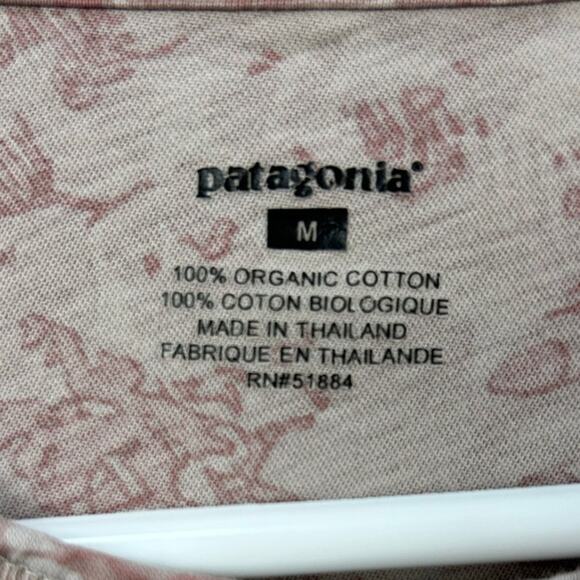 patagonia®
M
100% ORGANIC COTTON
100% COTON BIOLOGIQUE
MADE IN THAILAND
FABRIQUE EN THAILANDE
RN#51884